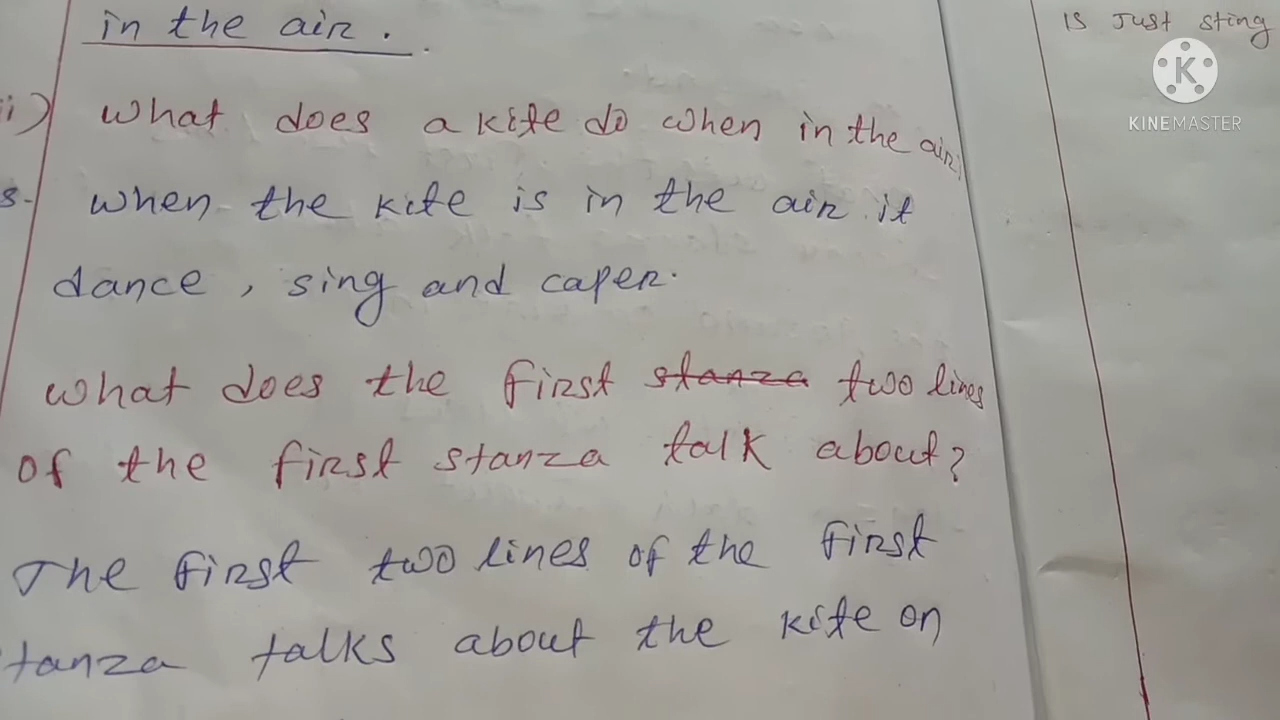 in the air.
IS Just sting
ii) What does a kite do when in the air,
s. When the kite is in the air it
dance, sing and caper.
What does the first stanza two lines
of the first stanza talk about?
The first two lines of the first
tanza talks about the kite on
KINEMASTER